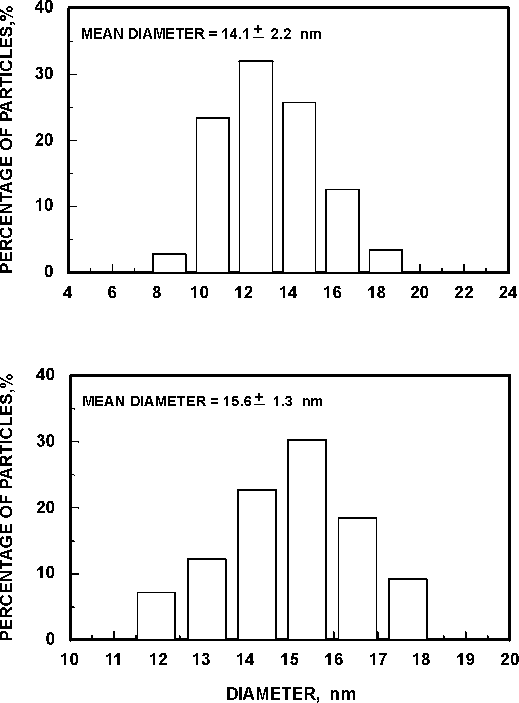 PERCENTAGE OF PARTICLES,%
40
30
20
10
0
MEAN DIAMETER = 14.1 ± 2.2 nm
4 6 8 10 12 14 16 18 20 22 24
PERCENTAGE OF PARTICLES,%
40
30
20
10
0
MEAN DIAMETER = 15.6 ± 1.3 nm
10 11 12 13 14 15 16 17 18 19 20
DIAMETER, nm